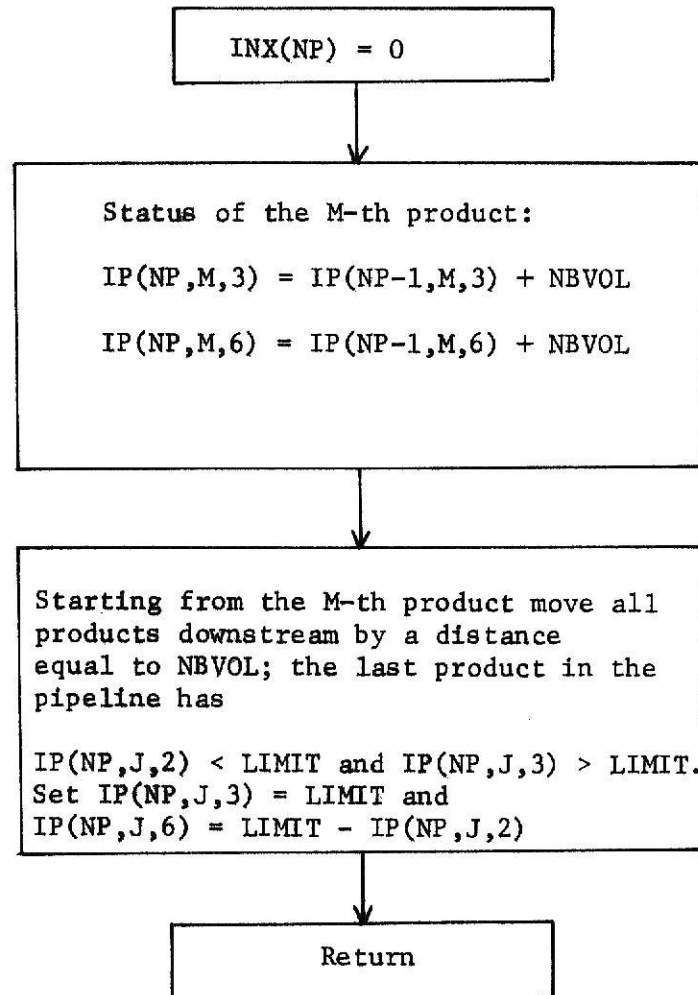 INX(NP) = 0
Status of the M-th product:
IP(NP,M,3) = IP(NP-1,M,3) + NBVOL
IP(NP,M,6) = IP(NP-1,M,6) + NBVOL
Starting from the M-th product move all
products downstream by a distance
equal to NBVOL; the last product in the
pipeline has
IP(NP,J,2) < LIMIT and IP(NP,J,3) > LIMIT.
Set IP(NP,J,3) = LIMIT and
IP(NP,J,6) = LIMIT - IP(NP,J,2)
Return